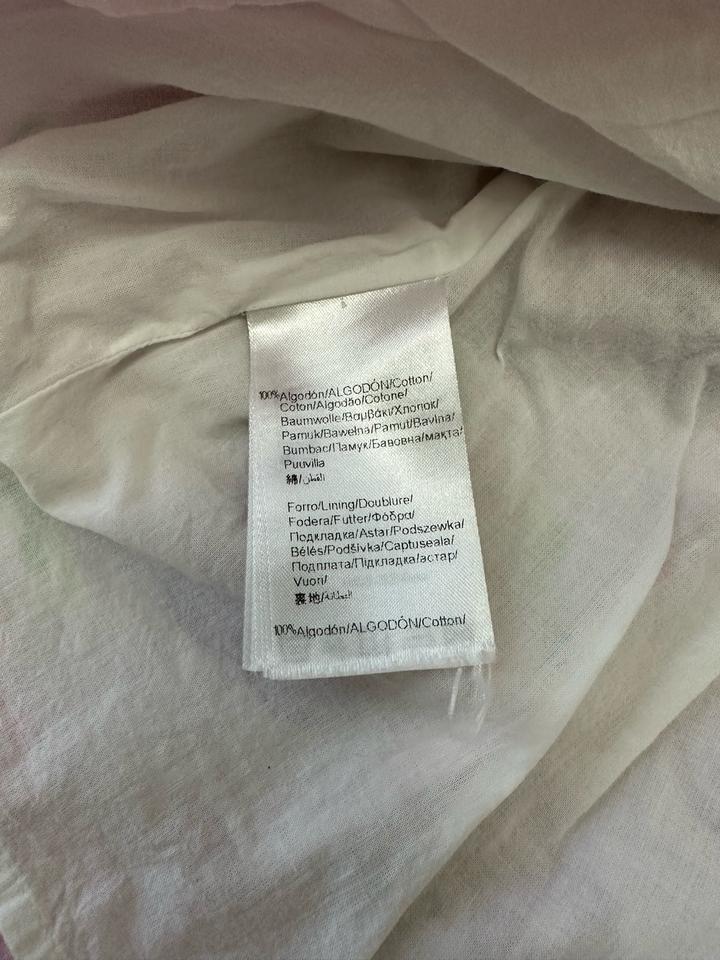 100%Algodón/ALGODÓN/Cotton/
Coton/Algodão/Cotone/
Baumwolle/Βαμβάκι/Хлопок/
Pamuk/Bawełna/Pamut/Bavlna/
Bumbac/Памук/Бавовна/мақта/
Puuvilla
綿/القطن
Forro/Lining/Doublure/
Fodera/Futter/Φόδρα/
Подкладка/Astar/Podszewka/
Bélés/Podšívka/Captuseala/
Подплата/Підкладка/астар/
Vuori/
裏地/البطانة
100%Algodón/ALGODÓN/Cotton/